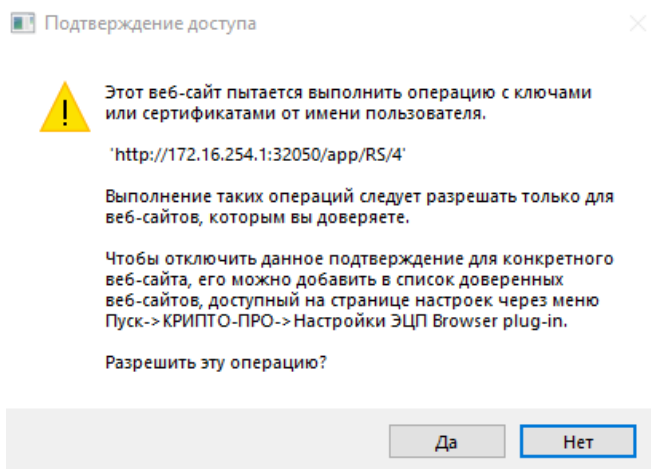 Подтверждение доступа
Этот веб-сайт пытается выполнить операцию с ключами
или сертификатами от имени пользователя.
'http://172.16.254.1:32050/app/RS/4'
Выполнение таких операций следует разрешать только для
веб-сайтов, которым вы доверяете.
Чтобы отключить данное подтверждение для конкретного
веб-сайта, его можно добавить в список доверенных
веб-сайтов, доступный на странице настроек через меню
Пуск->КРИПТО-ПРО->Настройки ЭЦП Browser plug-in.
Разрешить эту операцию?
Да
Нет